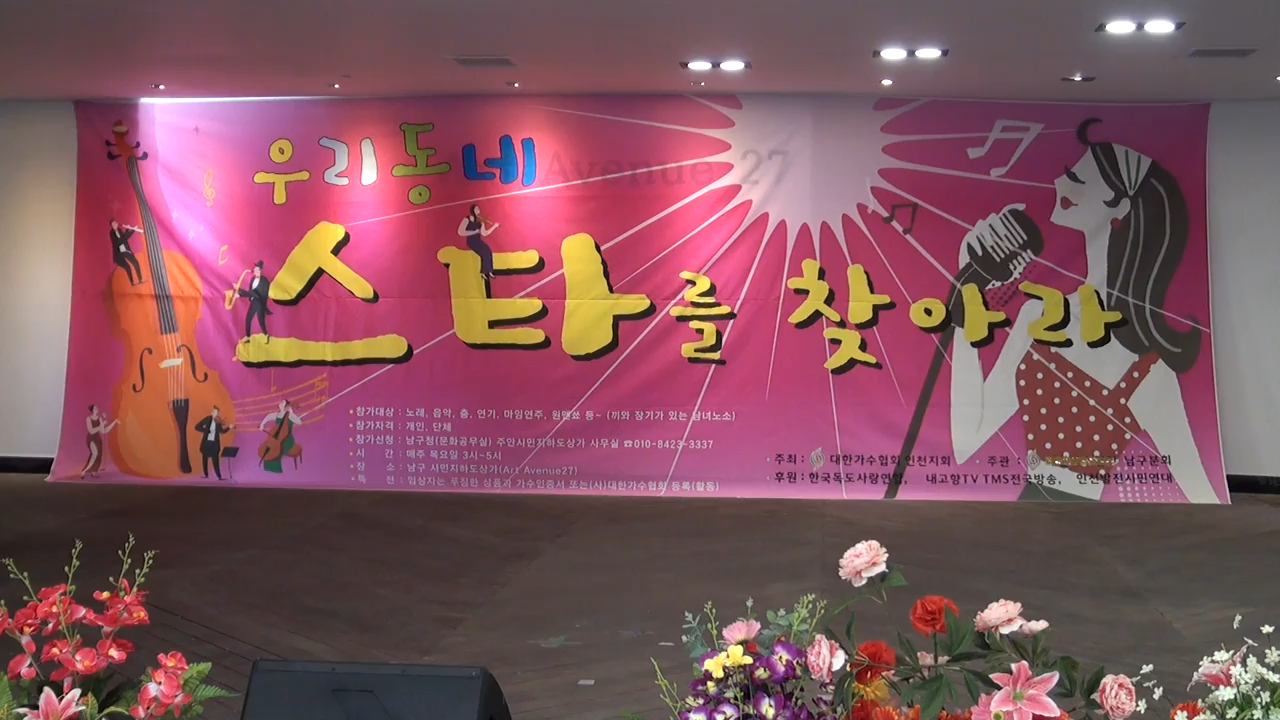 우리동네
Avenue 27
스타를 찾아라
• 참가대상 : 노래, 음악, 춤, 연기, 마임연주, 원맨쑈 등~ (끼와 장기가 있는 남녀노소)
• 참가자격 : 개인, 단체
• 참가신청 : 남구청(문화공무실) 주안시민지하도상가 사무실 ☎010-8423-3337
• 시 간 : 매주 목요일 3시~5시
• 장 소 : 남구 시민지하도상가(Art Avenue27)
• 특 전 : 입상자는 푸짐한 상품과 가수인증서 또는(사)대한가수협회 등록(활동)
• 주최 : 대한가수협회 인천지회 • 주관 : 남구분회
• 후원 : 한국독도사랑연합, 내고향TV TMS전국방송, 인천발전시민연대